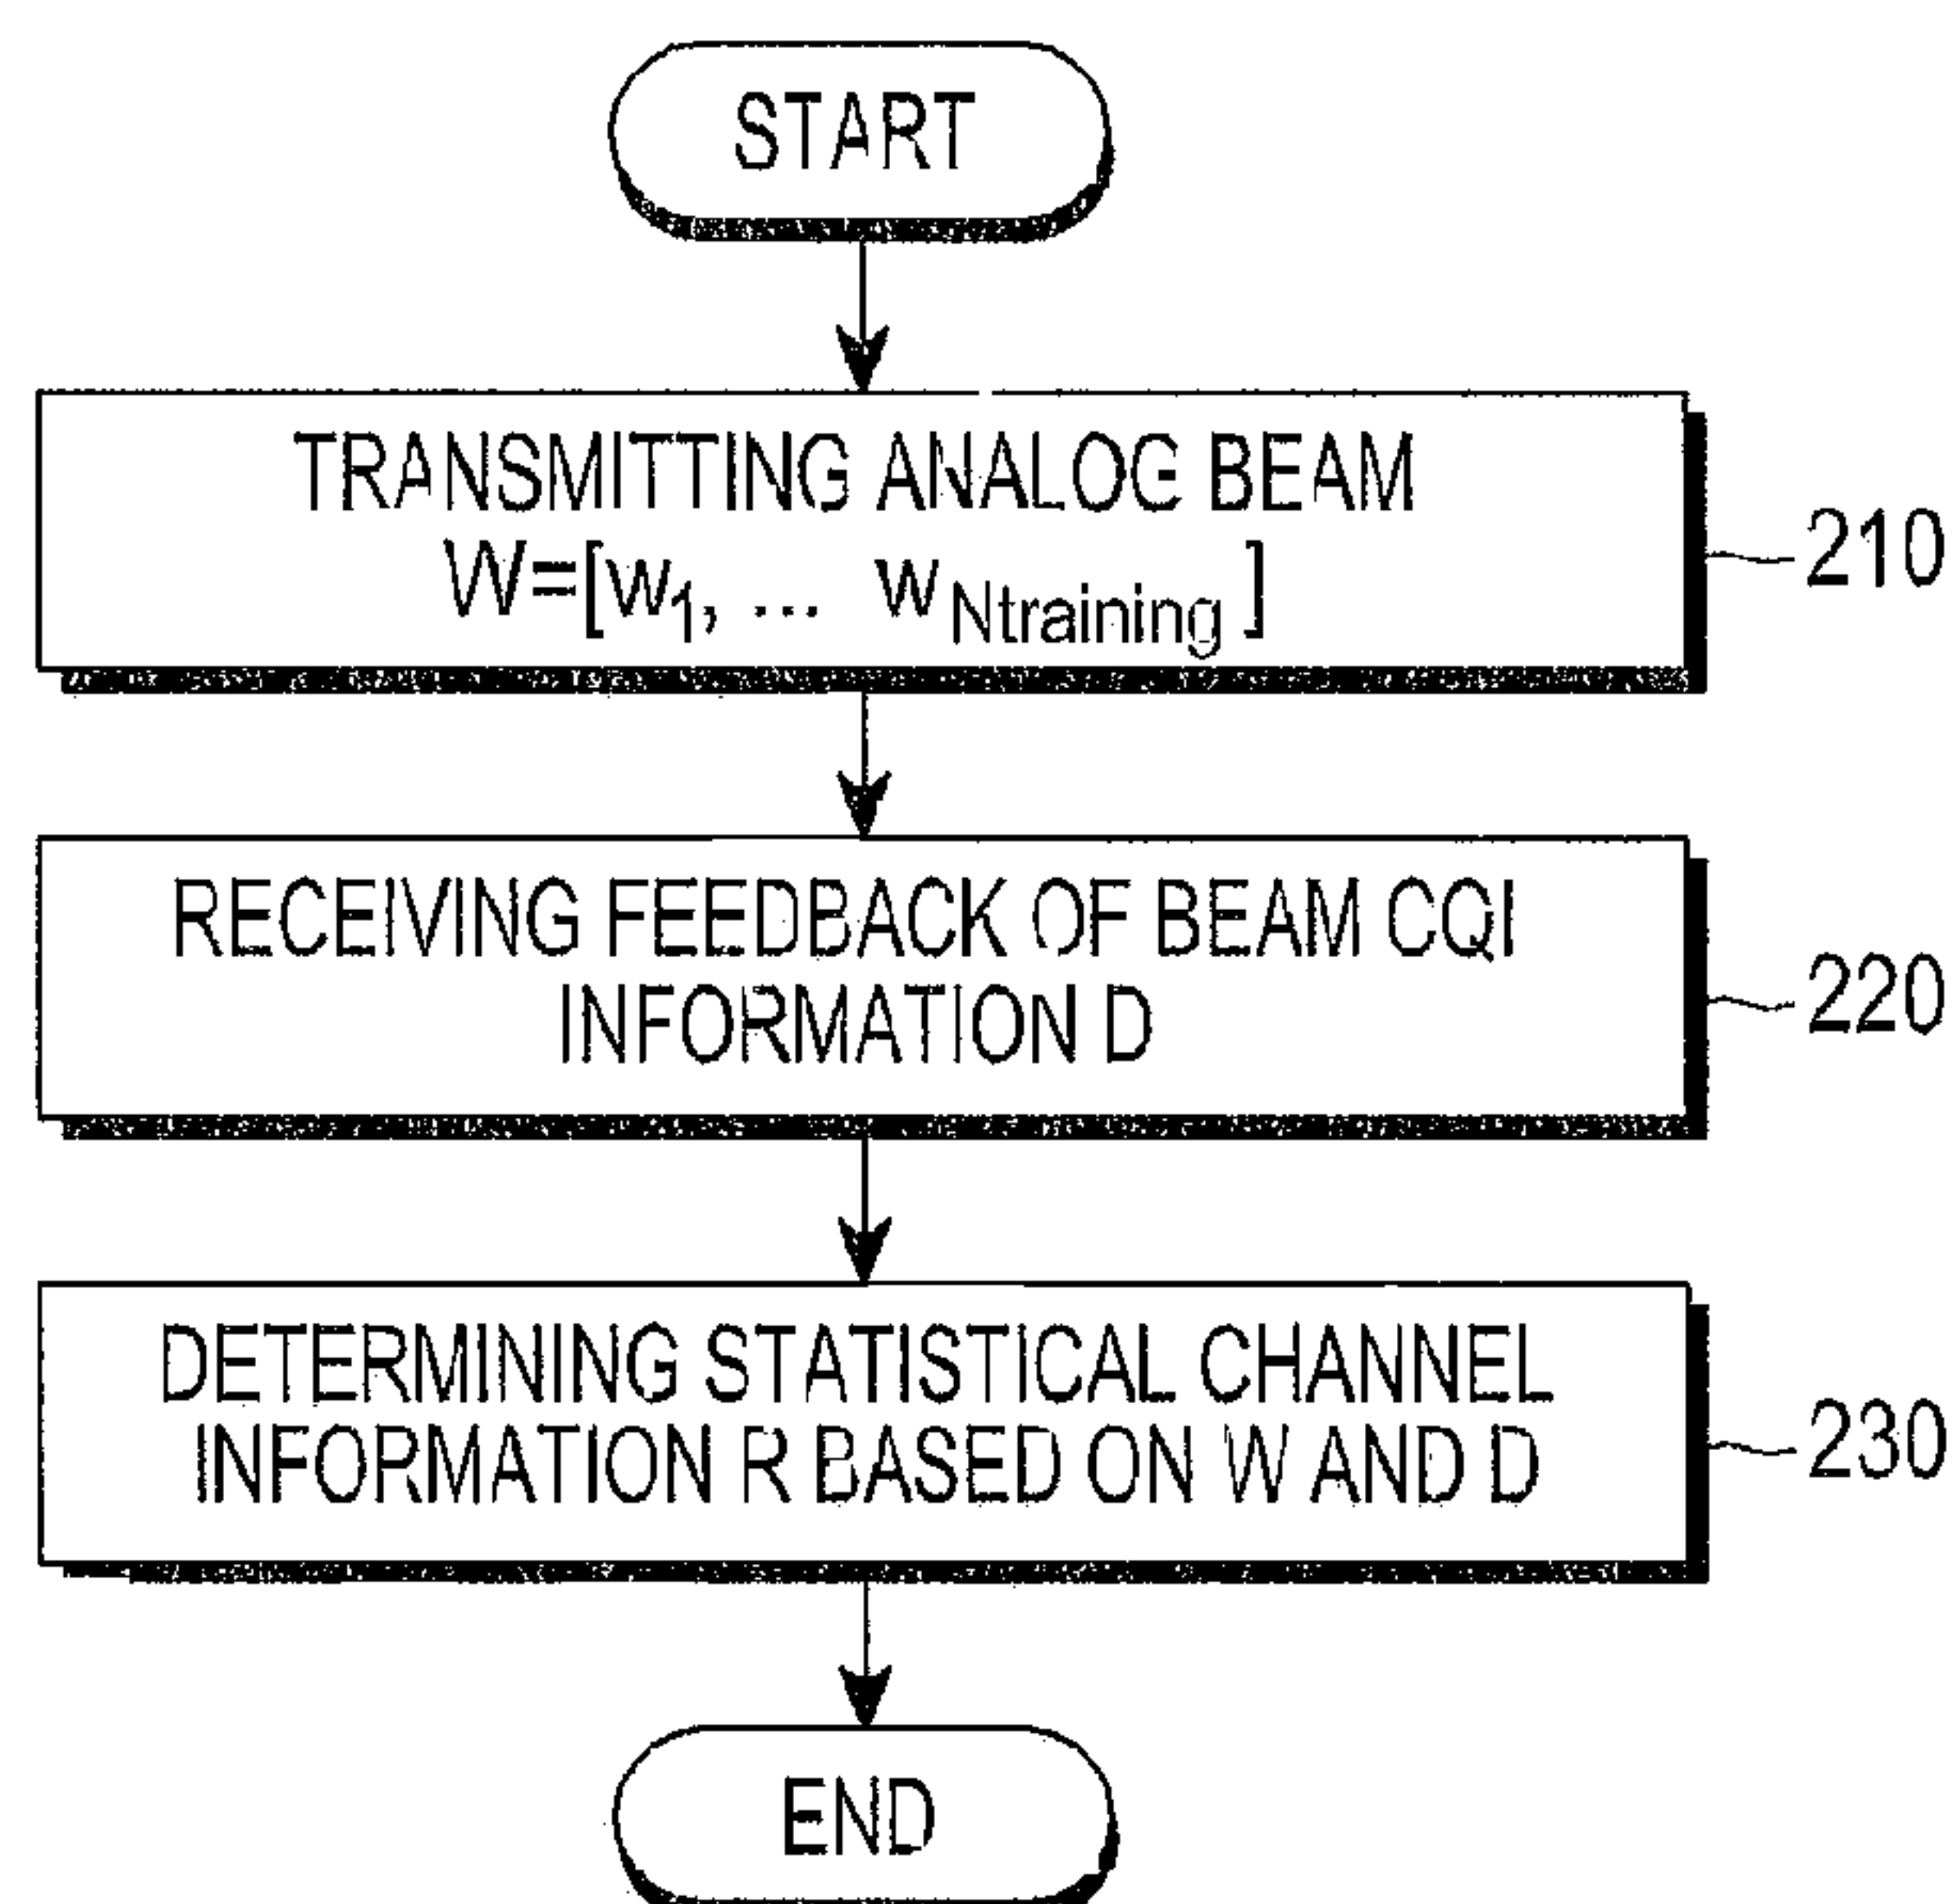 START
TRANSMITTING ANALOG BEAM
W=[w1, ... wNtraining ]
210
RECEIVING FEEDBACK OF BEAM CQI
INFORMATION D
220
DETERMINING STATISTICAL CHANNEL
INFORMATION R BASED ON W AND D
230
END